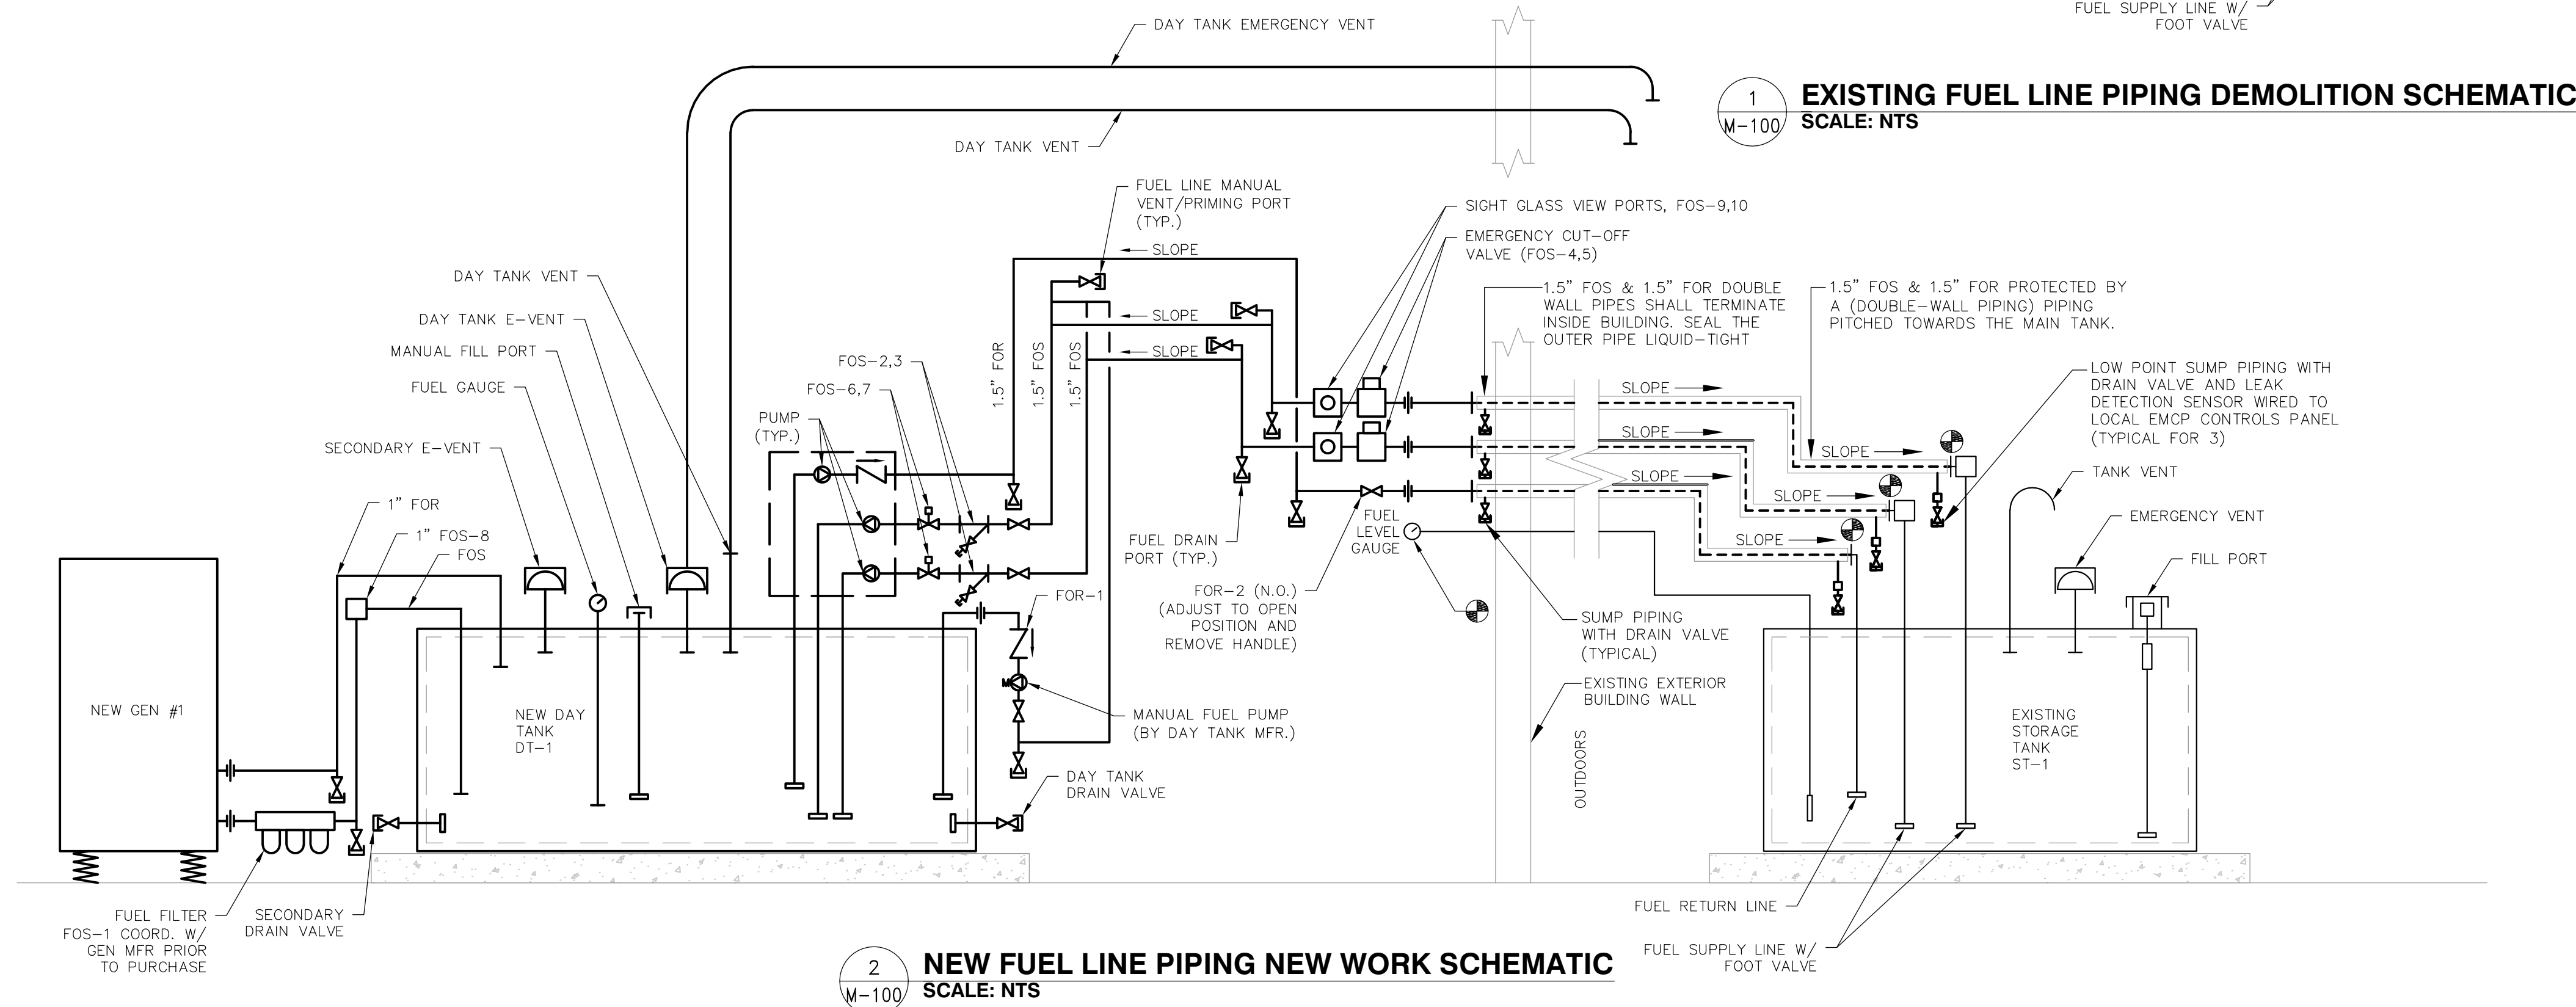 FUEL SUPPLY LINE W/
FOOT VALVE
DAY TANK EMERGENCY VENT
1
M-100
EXISTING FUEL LINE PIPING DEMOLITION SCHEMATIC
SCALE: NTS
DAY TANK VENT
FUEL LINE MANUAL
VENT/PRIMING PORT
(TYP.)
SIGHT GLASS VIEW PORTS, FOS-9,10
EMERGENCY CUT-OFF
VALVE (FOS-4,5)
SLOPE
DAY TANK VENT
1.5" FOS & 1.5" FOR DOUBLE
WALL PIPES SHALL TERMINATE
INSIDE BUILDING. SEAL THE
OUTER PIPE LIQUID-TIGHT
1.5" FOS & 1.5" FOR PROTECTED BY
A (DOUBLE-WALL PIPING) PIPING
PITCHED TOWARDS THE MAIN TANK.
DAY TANK E-VENT
SLOPE
MANUAL FILL PORT
SLOPE
FOS-2,3
1.5" FOR
1.5" FOS
1.5" FOS
FUEL GAUGE
FOS-6,7
LOW POINT SUMP PIPING WITH
DRAIN VALVE AND LEAK
DETECTION SENSOR WIRED TO
LOCAL EMCP CONTROLS PANEL
(TYPICAL FOR 3)
SLOPE
PUMP
(TYP.)
SLOPE
SECONDARY E-VENT
SLOPE
SLOPE
TANK VENT
SLOPE
1" FOR
FUEL
LEVEL
GAUGE
EMERGENCY VENT
1" FOS-8
FOS
FUEL DRAIN
PORT (TYP.)
SLOPE
FILL PORT
FOR-1
FOR-2 (N.O.)
(ADJUST TO OPEN
POSITION AND
REMOVE HANDLE)
SUMP PIPING
WITH DRAIN VALVE
(TYPICAL)
EXISTING EXTERIOR
BUILDING WALL
NEW GEN #1
NEW DAY
TANK
DT-1
M
MANUAL FUEL PUMP
(BY DAY TANK MFR.)
OUTDOORS
EXISTING
STORAGE
TANK
ST-1
DAY TANK
DRAIN VALVE
FUEL FILTER
FOS-1 COORD. W/
GEN MFR PRIOR
TO PURCHASE
SECONDARY
DRAIN VALVE
FUEL RETURN LINE
FUEL SUPPLY LINE W/
FOOT VALVE
2
M-100
NEW FUEL LINE PIPING NEW WORK SCHEMATIC
SCALE: NTS